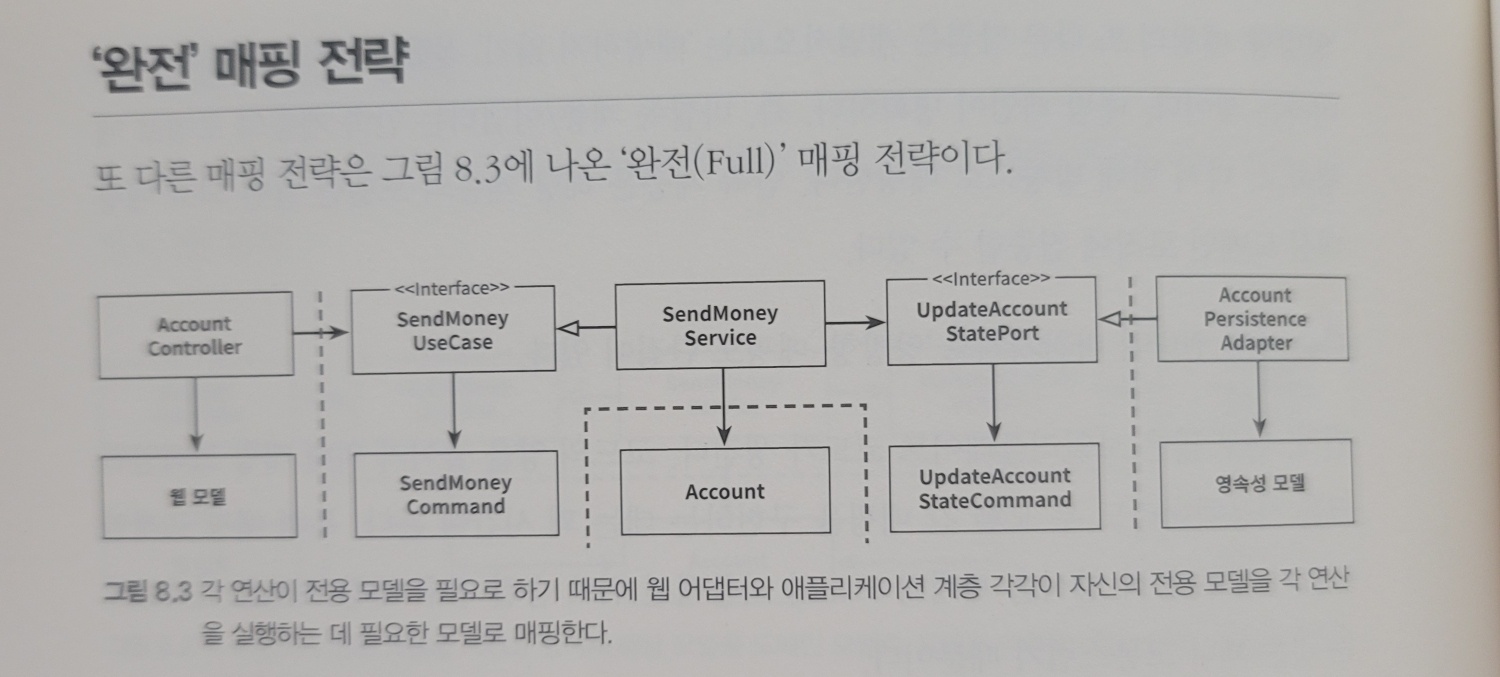 ‘완전’ 매핑 전략
또 다른 매핑 전략은 그림 8.3에 나온 ‘완전(Full)’ 매핑 전략이다.
Account
Controller
<<Interface>>
SendMoney
UseCase
SendMoney
Service
<<Interface>>
UpdateAccount
StatePort
Account
Persistence
Adapter
웹 모델
SendMoney
Command
Account
UpdateAccount
StateCommand
영속성 모델
그림 8.3 각 연산이 전용 모델을 필요로 하기 때문에 웹 어댑터와 애플리케이션 계층 각각이 자신의 전용 모델을 각 연산
을 실행하는 데 필요한 모델로 매핑한다.